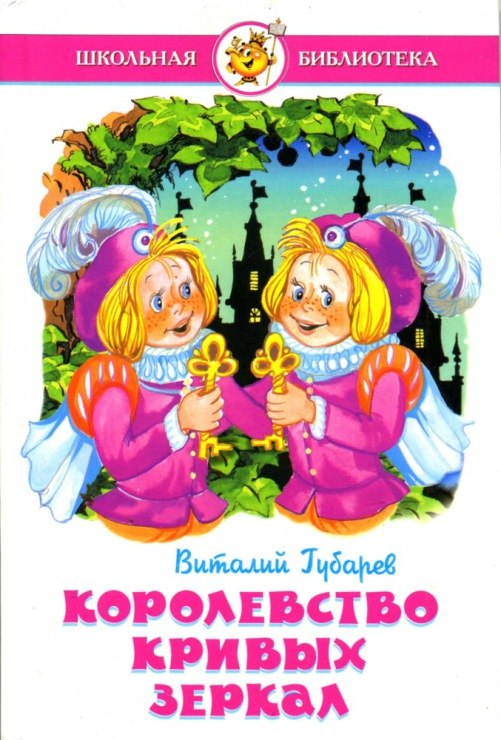 ШКОЛЬНАЯ БИБЛИОТЕКА
Виталий Губарев
КОРОЛЕВСТВО
КРИВЫХ
ЗЕРКАЛ